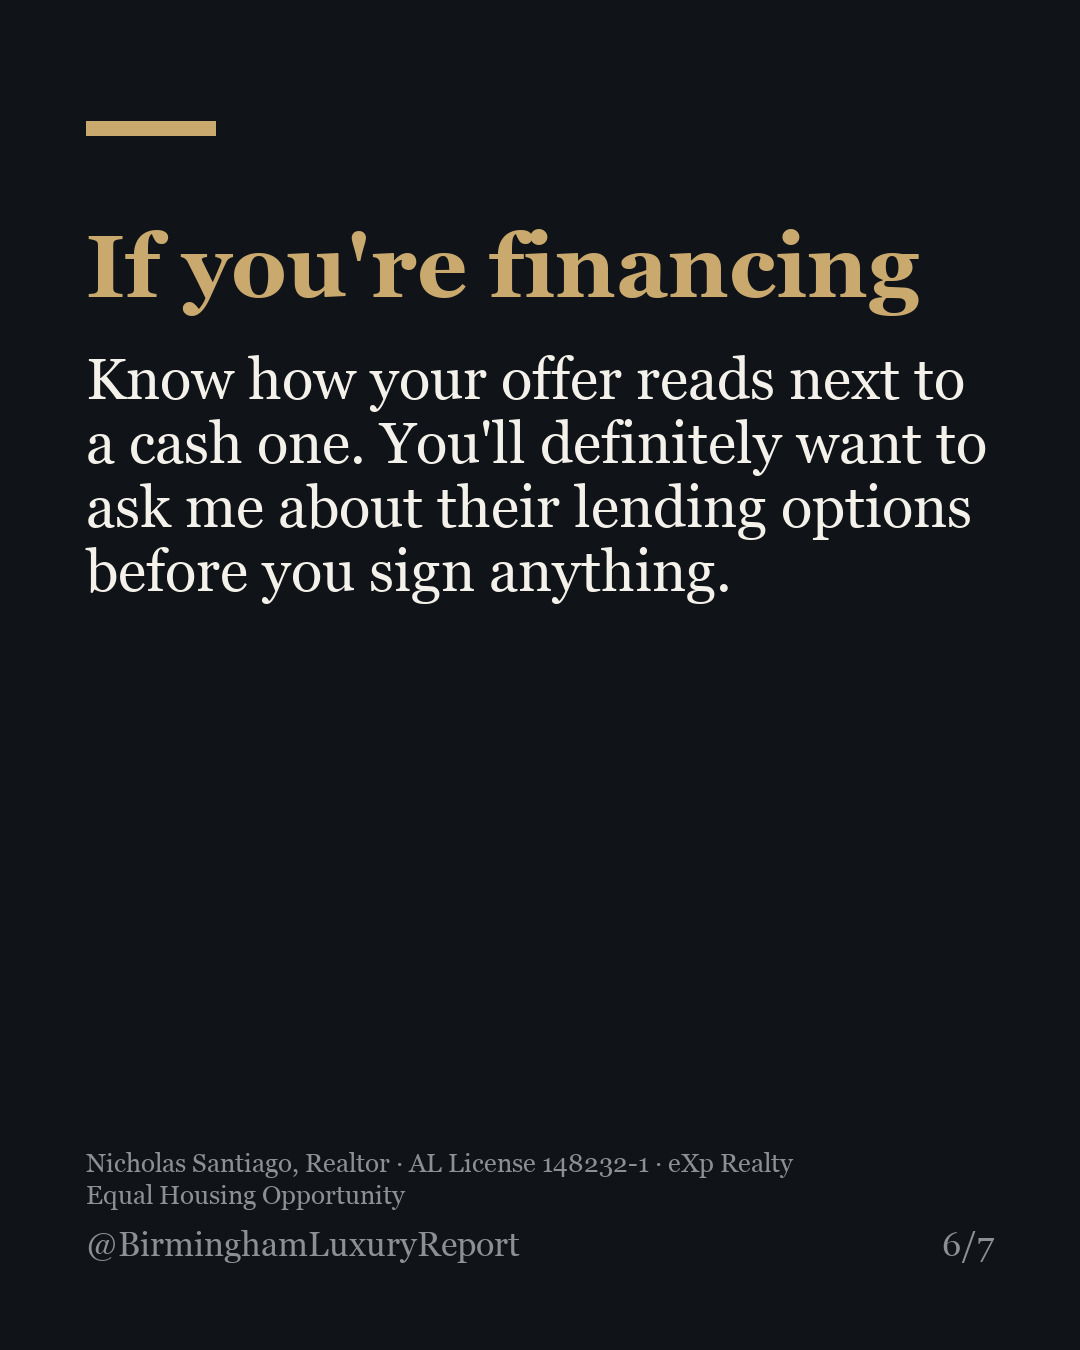 If you're financing
Know how your offer reads next to
a cash one. You'll definitely want to
ask me about their lending options
before you sign anything.
Nicholas Santiago, Realtor · AL License 148232-1 · eXp Realty
Equal Housing Opportunity
@BirminghamLuxuryReport
6/7